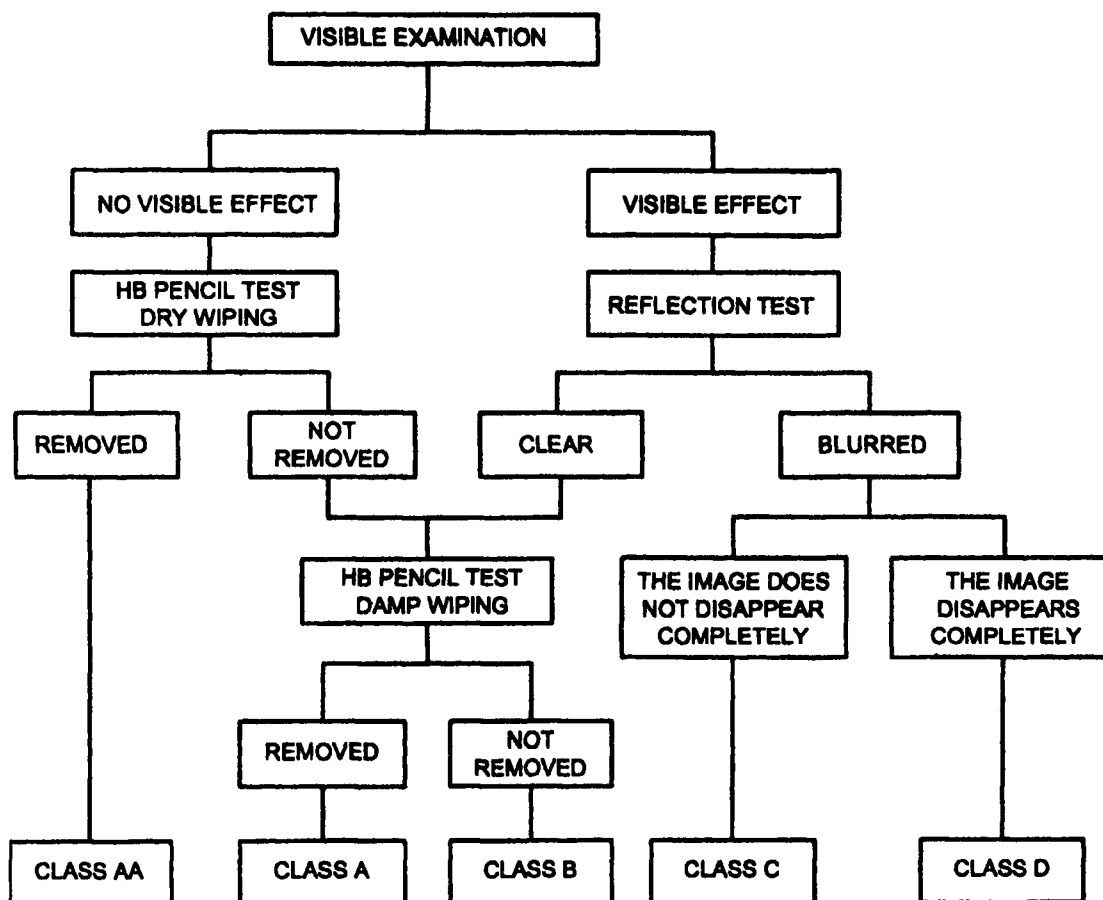 VISIBLE EXAMINATION
NO VISIBLE EFFECT
VISIBLE EFFECT
HB PENCIL TEST
DRY WIPING
REFLECTION TEST
REMOVED
NOT
REMOVED
CLEAR
BLURRED
HB PENCIL TEST
DAMP WIPING
THE IMAGE DOES
NOT DISAPPEAR
COMPLETELY
THE IMAGE
DISAPPEARS
COMPLETELY
REMOVED
NOT
REMOVED
CLASS AA
CLASS A
CLASS B
CLASS C
CLASS D